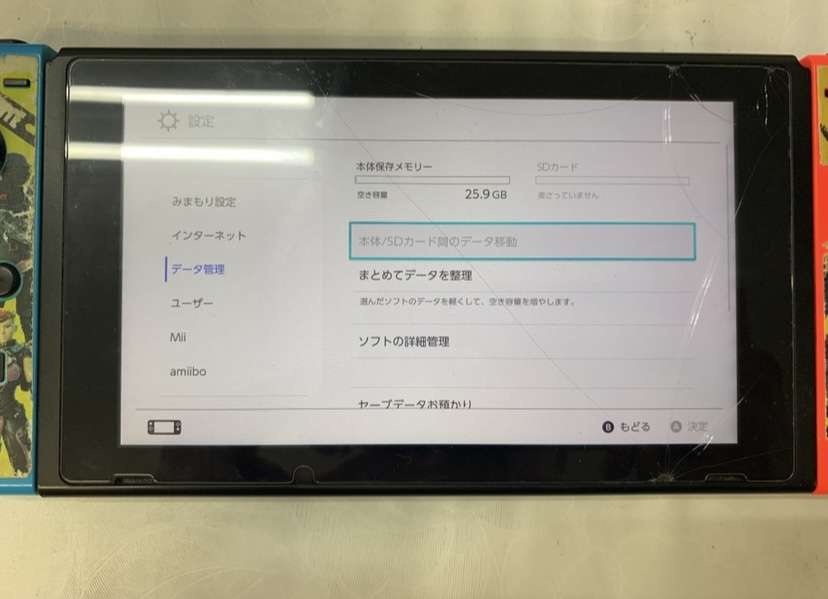 設定
本体保存メモリー
空き容量 25.9 GB
SDカード
挿さっていません
みまもり設定
インターネット
データ管理
ユーザー
Mii
amiibo
本体/SDカード間のデータ移動
まとめてデータを整理
選んだソフトのデータを軽くして、空き容量を増やします。
ソフトの詳細管理
セーブデータお預かり
B もどる A 決定